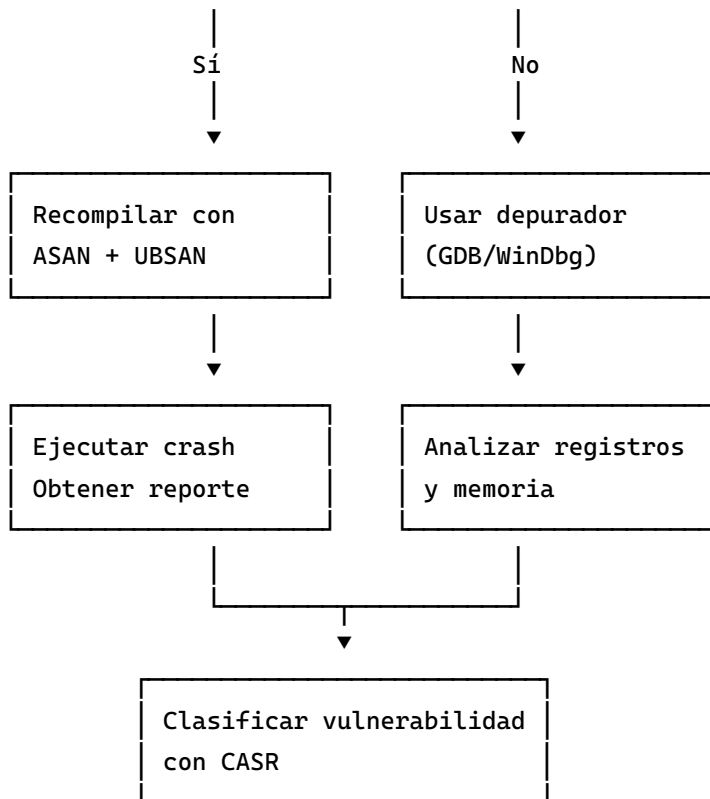 Sí
No
Recompilar con
ASAN + UBSAN
Usar depurador
(GDB/WinDbg)
Ejecutar crash
Obtener reporte
Analizar registros
y memoria
Clasificar vulnerabilidad
con CASR